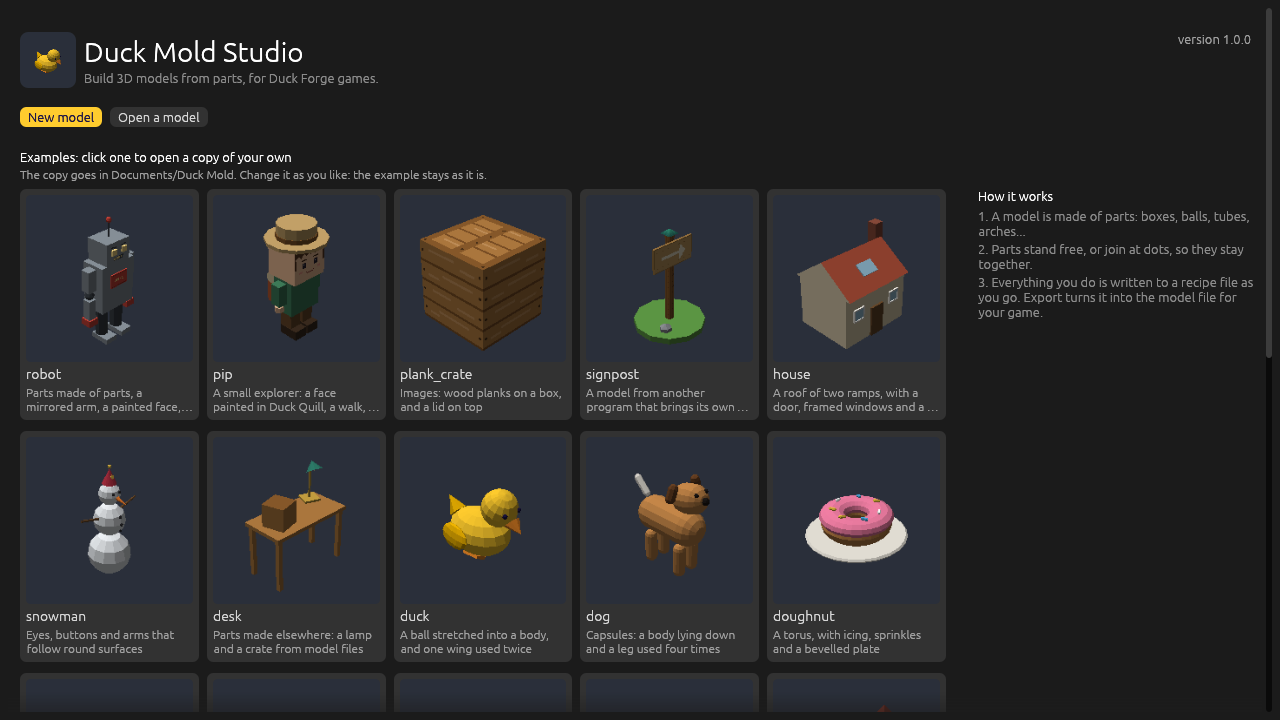 Duck Mold Studio
Build 3D models from parts, for Duck Forge games.
version 1.0.0
New model
Open a model
Examples: click one to open a copy of your own
The copy goes in Documents/Duck Mold. Change it as you like: the example stays as it is.
robot
Parts made of parts, a
mirrored arm, a painted face,…
pip
A small explorer: a face
painted in Duck Quill, a walk, …
plank_crate
Images: wood planks on a box,
and a lid on top
signpost
A model from another
program that brings its own …
house
A roof of two ramps, with a
door, framed windows and a …
How it works
1. A model is made of parts: boxes, balls, tubes,
arches...
2. Parts stand free, or join at dots, so they stay
together.
3. Everything you do is written to a recipe file as
you go. Export turns it into the model file for
your game.
snowman
Eyes, buttons and arms that
follow round surfaces
desk
Parts made elsewhere: a lamp
and a crate from model files
duck
A ball stretched into a body,
and one wing used twice
dog
Capsules: a body lying down
and a leg used four times
doughnut
A torus, with icing, sprinkles
and a bevelled plate